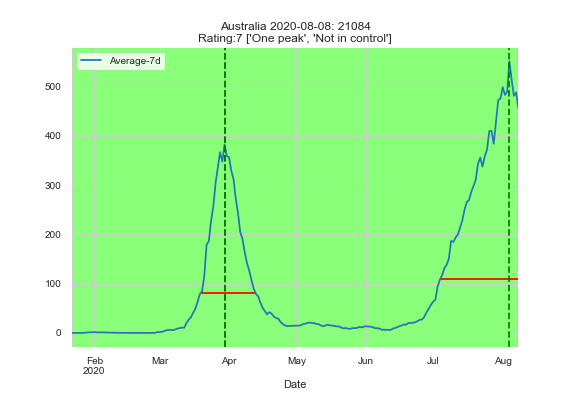 Australia 2020-08-08: 21084
Rating:7 ['One peak', 'Not in control']
Average-7d
500
400
300
200
100
0
Feb Mar Apr May Jun Jul Aug
2020
Date